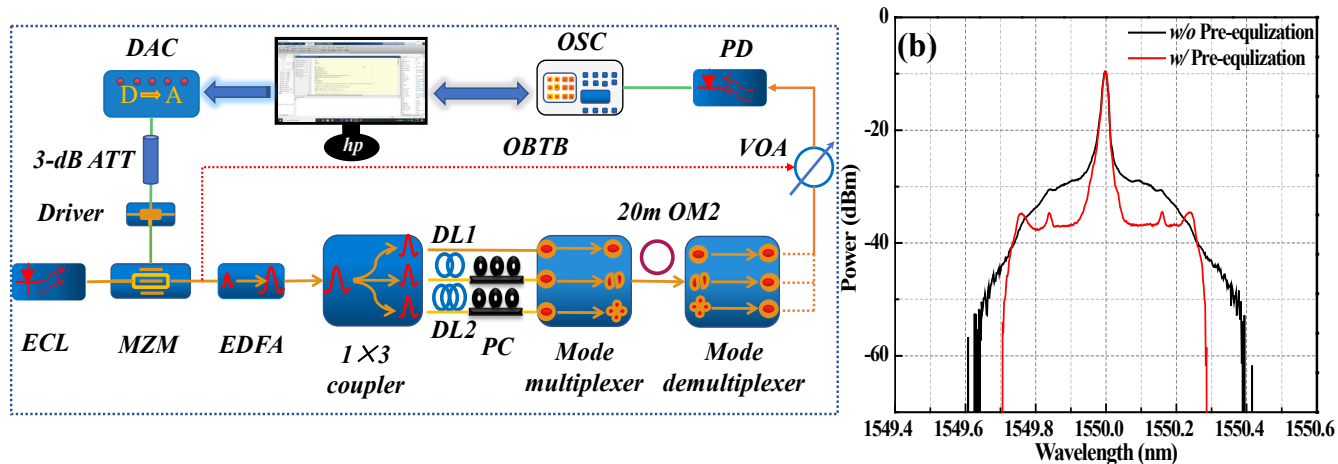 DAC
D A
3-dB ATT
Driver
ECL
MZM
EDFA
1×3
coupler
hp
OSC
PD
OBTB
VOA
DL1
DL2
PC
Mode
multiplexer
20m OM2
Mode
demultiplexer
(b)
w/o Pre-equlization
w/ Pre-equlization
Power (dBm)
0
-20
-40
-60
1549.4 1549.6 1549.8 1550.0 1550.2 1550.4 1550.6
Wavelength (nm)